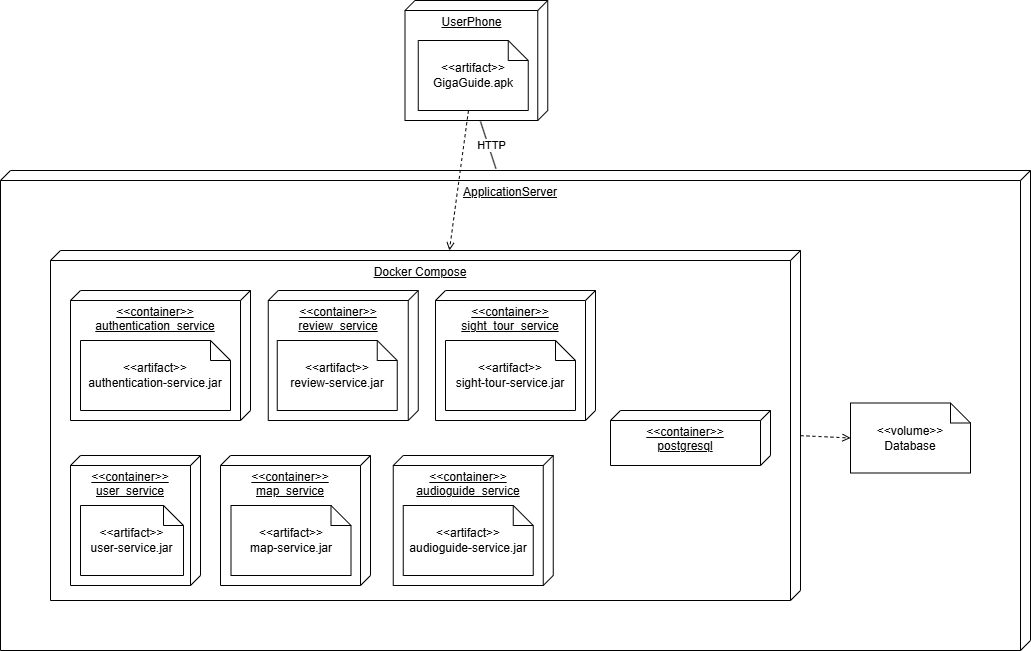 UserPhone
<<artifact>>
GigaGuide.apk
HTTP
ApplicationServer
Docker Compose
<<container>>
authentication_service
<<artifact>>
authentication-service.jar
<<container>>
review_service
<<artifact>>
review-service.jar
<<container>>
sight_tour_service
<<artifact>>
sight-tour-service.jar
<<container>>
postgresql
<<volume>>
Database
<<container>>
user_service
<<artifact>>
user-service.jar
<<container>>
map_service
<<artifact>>
map-service.jar
<<container>>
audioguide_service
<<artifact>>
audioguide-service.jar